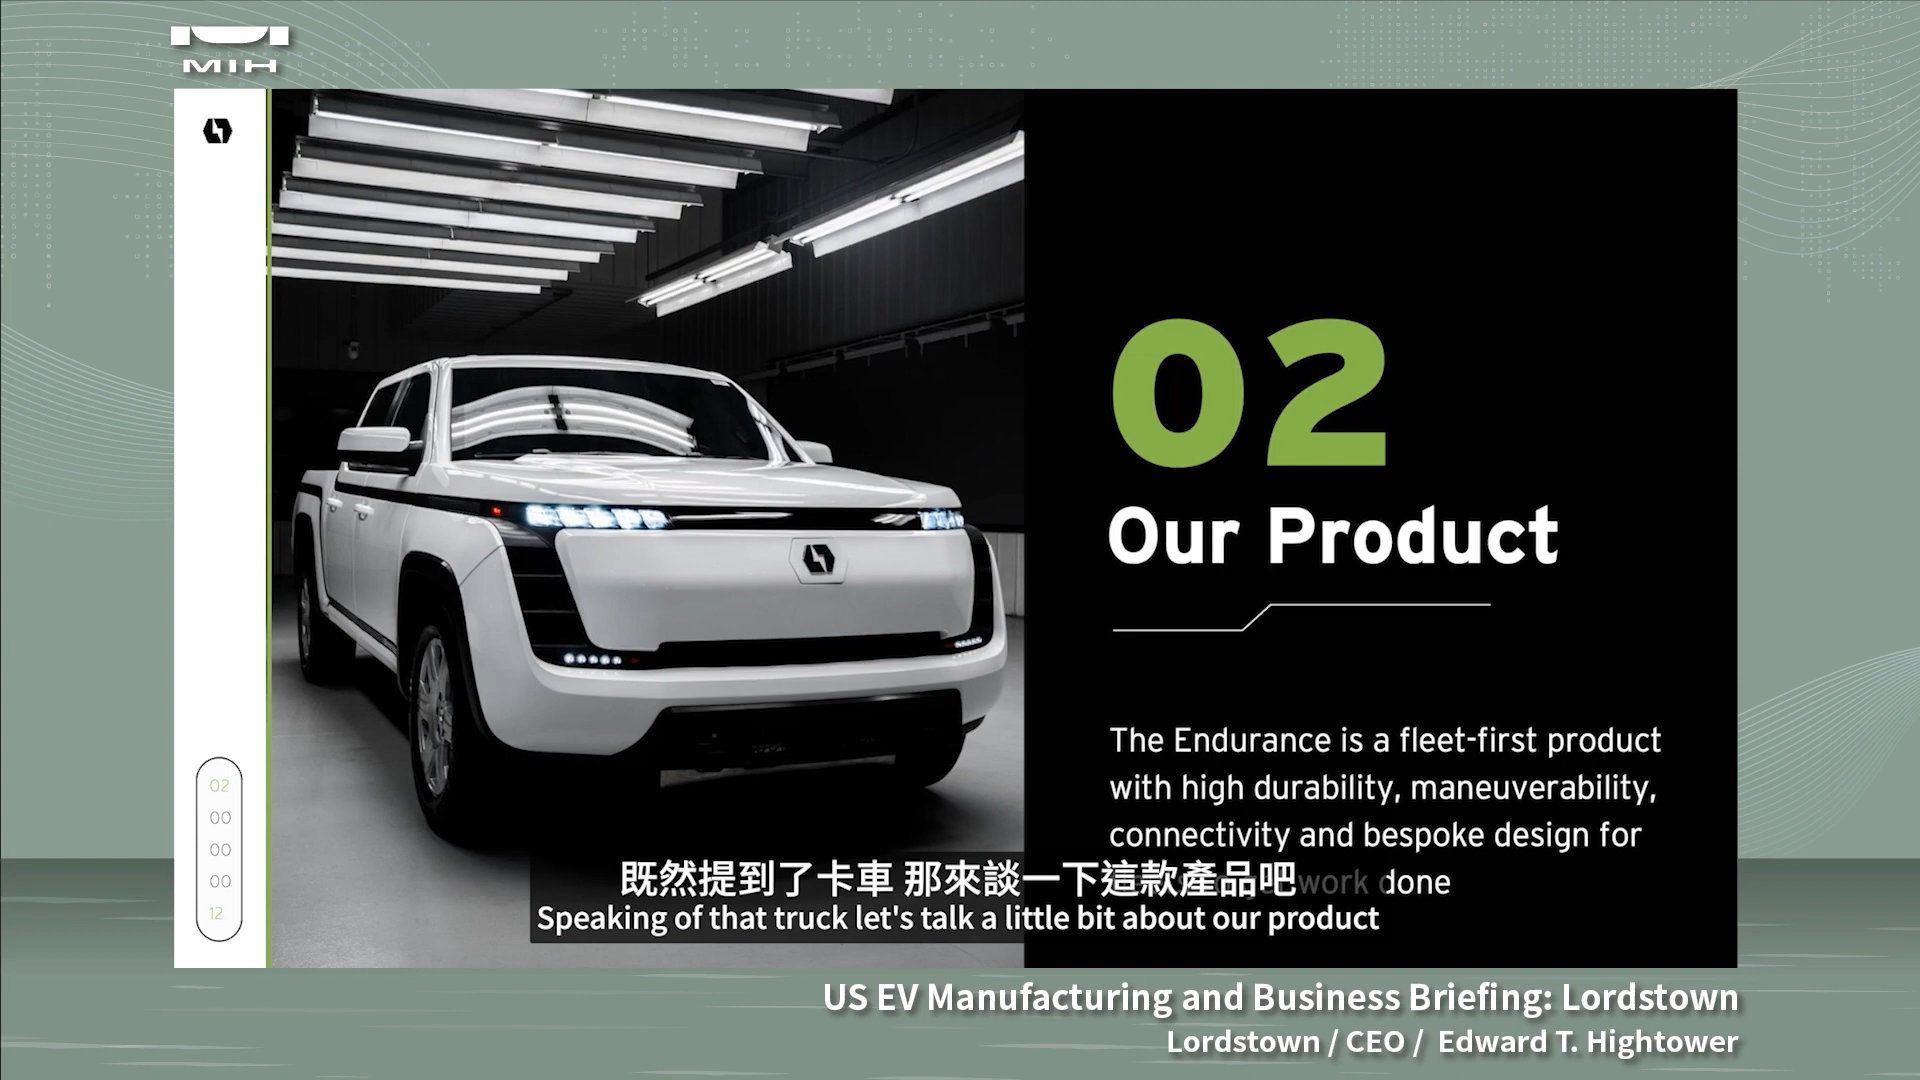 MIH
02
Our Product
The Endurance is a fleet-first product
with high durability, maneuverability,
connectivity and bespoke design for
work done
02
00
00
00
12
既然提到了卡車 那來談一下這款產品吧
Speaking of that truck let's talk a little bit about our product
US EV Manufacturing and Business Briefing: Lordstown
Lordstown / CEO / Edward T. Hightower